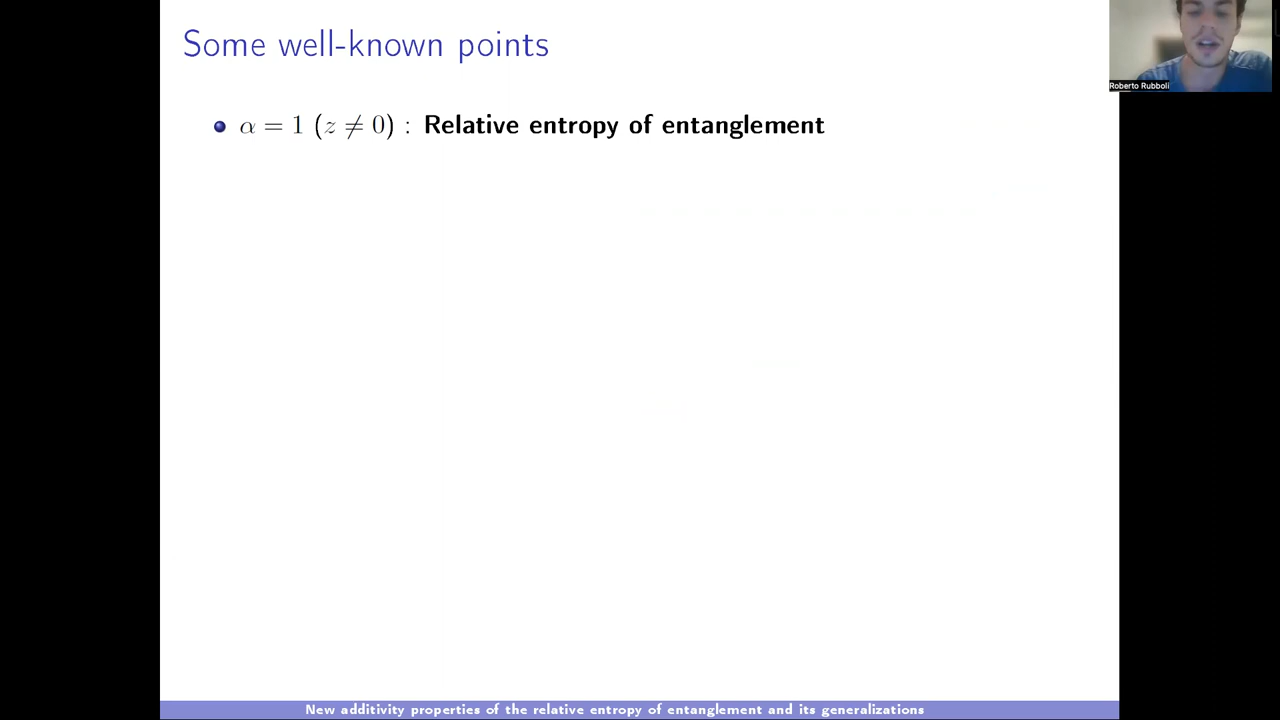 Some well-known points
Roberto Rubboli
α = 1 (z ≠ 0) : Relative entropy of entanglement
New additivity properties of the relative entropy of entanglement and its generalizations